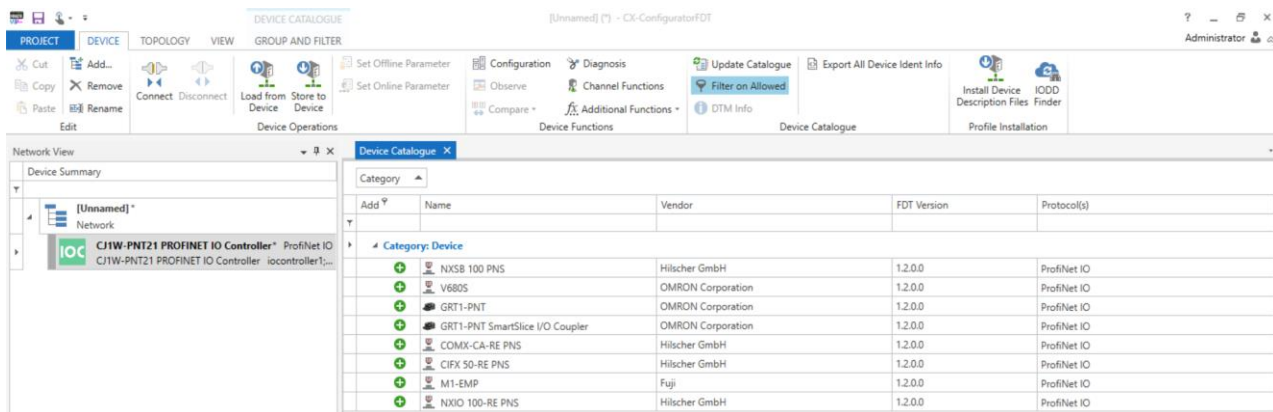 DEVICE CATALOGUE
[Unnamed] (*) - CX-ConfiguratorFDT
PROJECT DEVICE TOPOLOGY VIEW GROUP AND FILTER
Administrator
Cut Add... Set Offline Parameter Configuration Diagnosis Update Catalogue Export All Device Ident Info
Copy Remove Connect Disconnect Load from Device Store to Device Set Online Parameter Observe Channel Functions Filter on Allowed Install Device Description Files IODD Finder
Paste Rename Compare Additional Functions DTM Info
Edit Device Operations Device Functions Device Catalogue Profile Installation
Network View Device Catalogue
Device Summary Category
Add Name Vendor FDT Version Protocol(s)
[Unnamed] *
Network
IOC CJ1W-PNT21 PROFINET IO Controller* ProfiNet IO
CJ1W-PNT21 PROFINET IO Controller iocontroller1;...
Category: Device
NXSB 100 PNS Hilscher GmbH 1.2.0.0 ProfiNet IO
V680S OMRON Corporation 1.2.0.0 ProfiNet IO
GRT1-PNT OMRON Corporation 1.2.0.0 ProfiNet IO
GRT1-PNT SmartSlice I/O Coupler OMRON Corporation 1.2.0.0 ProfiNet IO
COMX-CA-RE PNS Hilscher GmbH 1.2.0.0 ProfiNet IO
CIFX 50-RE PNS Hilscher GmbH 1.2.0.0 ProfiNet IO
M1-EMP Fuji 1.2.0.0 ProfiNet IO
NXIO 100-RE PNS Hilscher GmbH 1.2.0.0 ProfiNet IO